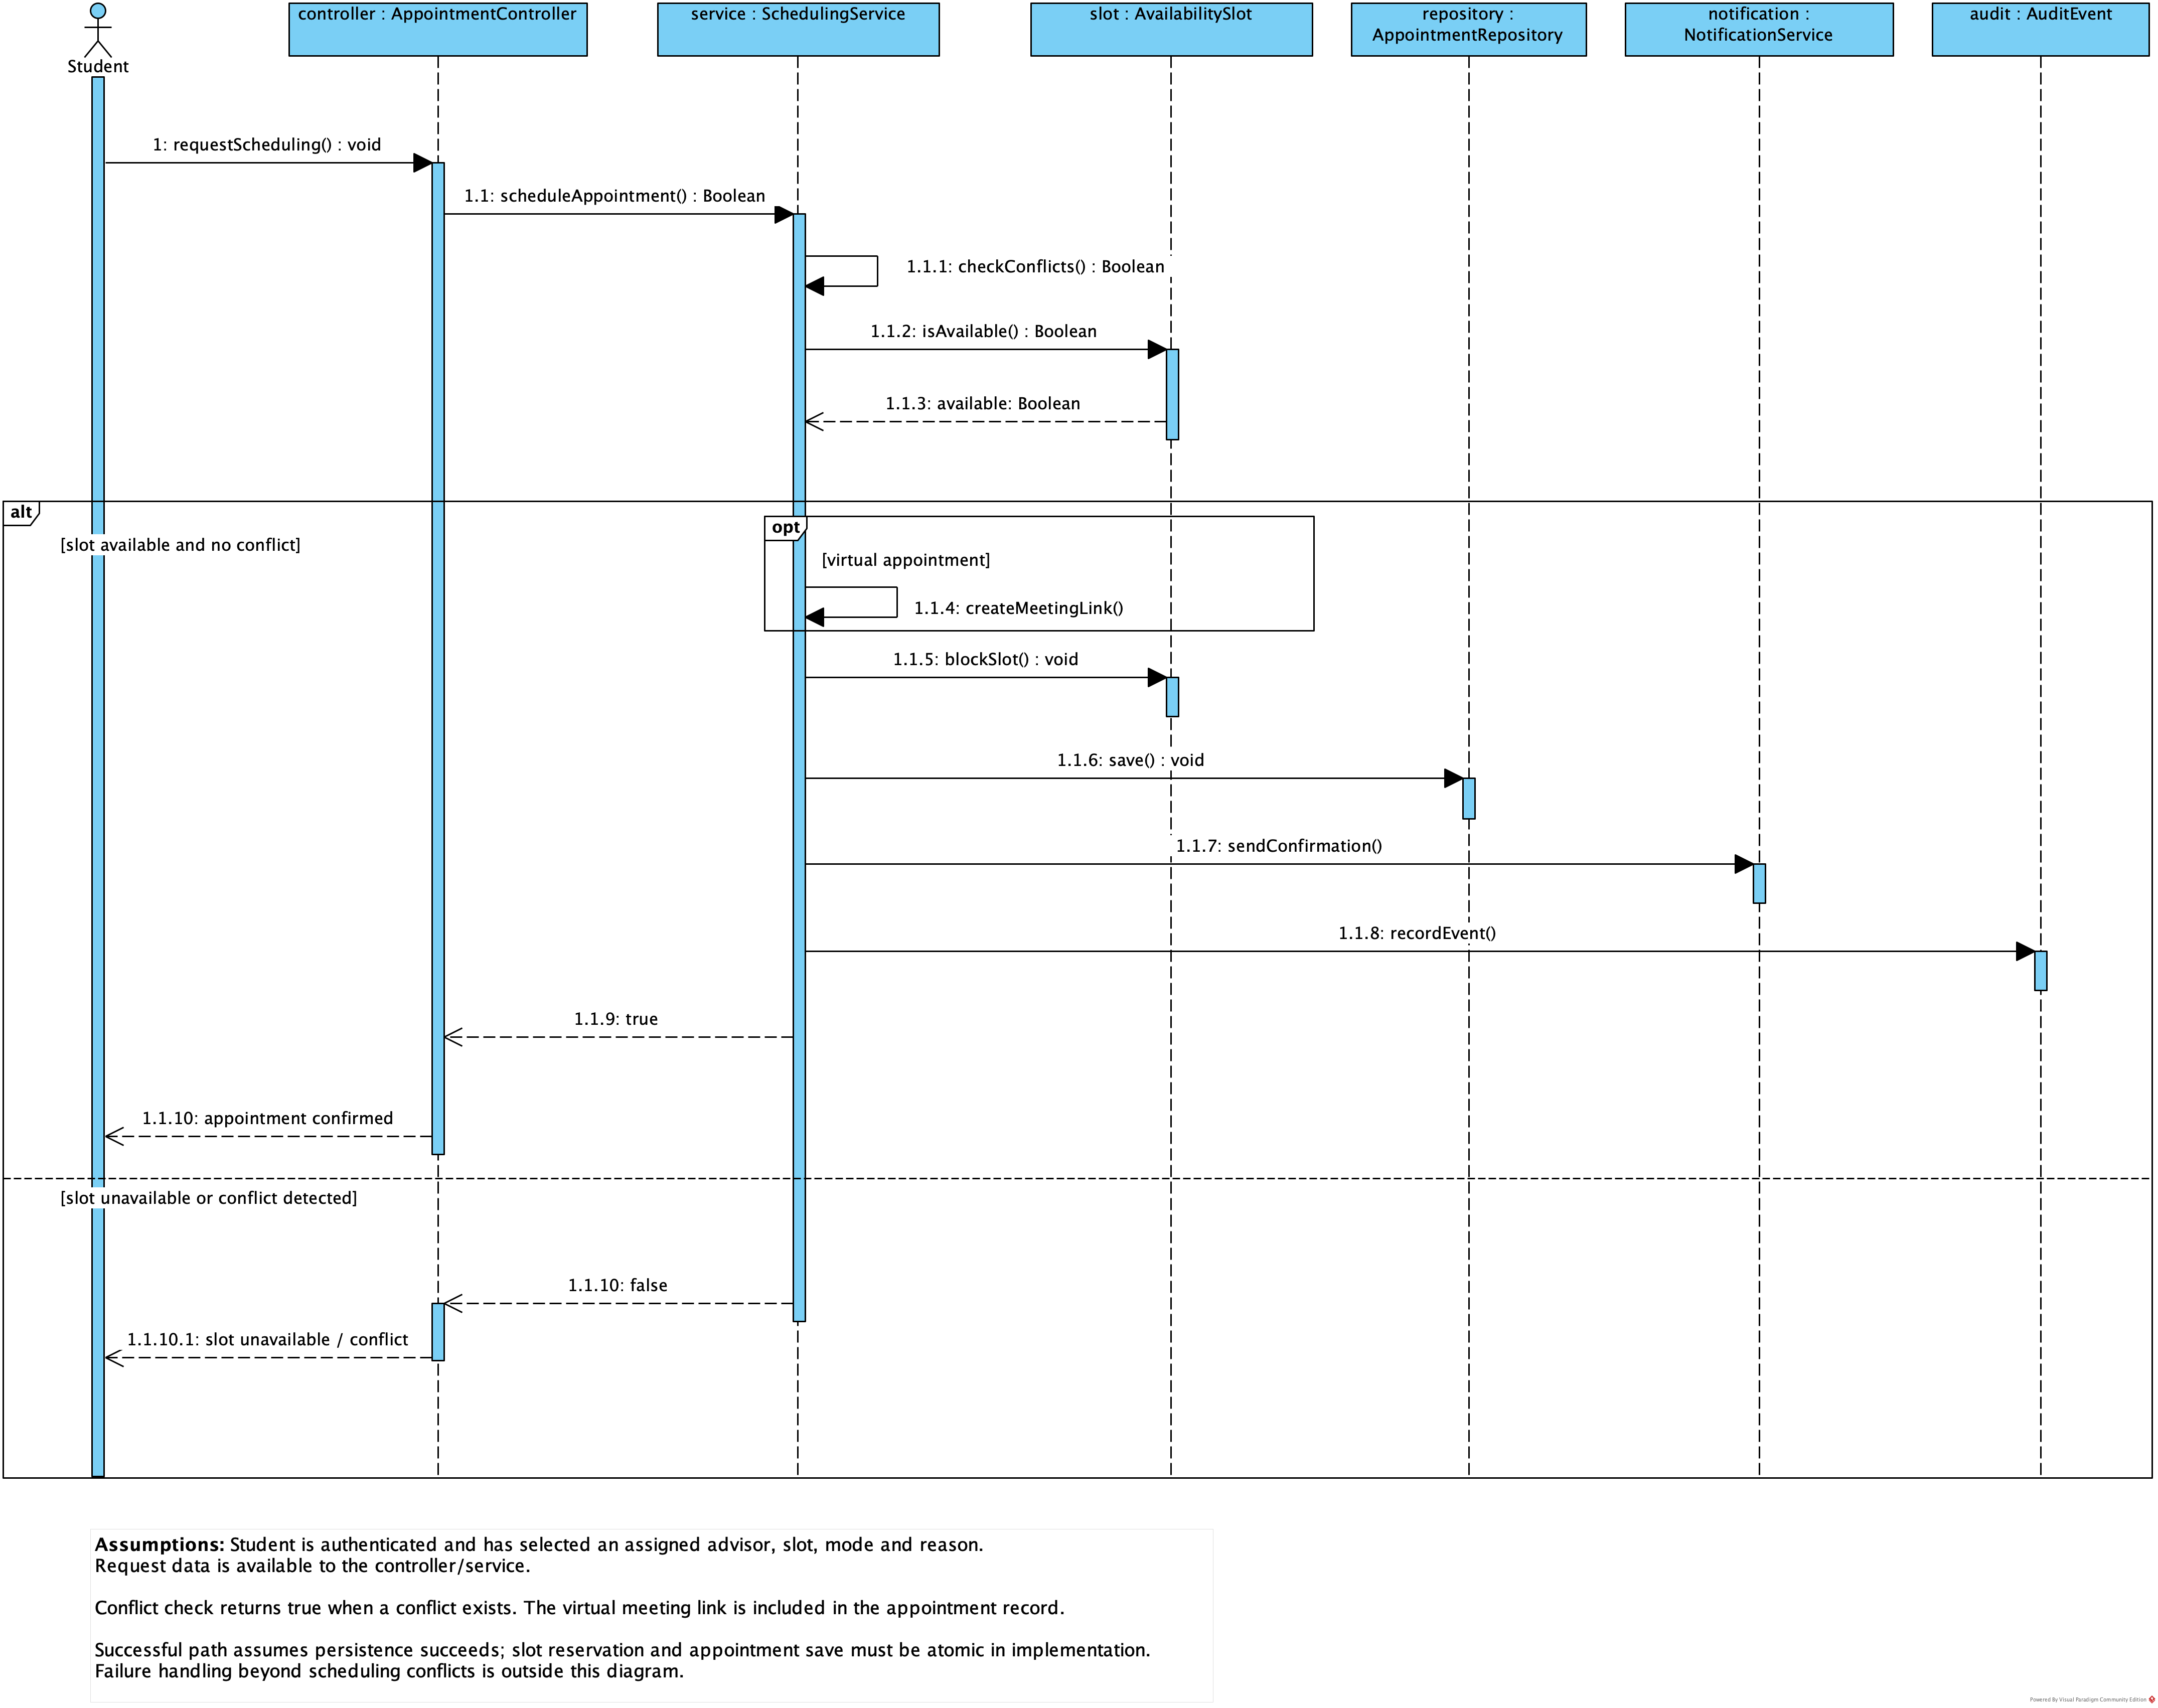 Student
controller : AppointmentController
service : SchedulingService
slot : AvailabilitySlot
repository :
AppointmentRepository
notification :
NotificationService
audit : AuditEvent
1: requestScheduling() : void
1.1: scheduleAppointment() : Boolean
1.1.1: checkConflicts() : Boolean
1.1.2: isAvailable() : Boolean
1.1.3: available: Boolean
alt
[slot available and no conflict]
opt
[virtual appointment]
1.1.4: createMeetingLink()
1.1.5: blockSlot() : void
1.1.6: save() : void
1.1.7: sendConfirmation()
1.1.8: recordEvent()
1.1.9: true
1.1.10: appointment confirmed
[slot unavailable or conflict detected]
1.1.10: false
1.1.10.1: slot unavailable / conflict
Assumptions: Student is authenticated and has selected an assigned advisor, slot, mode and reason.
Request data is available to the controller/service.
Conflict check returns true when a conflict exists. The virtual meeting link is included in the appointment record.
Successful path assumes persistence succeeds; slot reservation and appointment save must be atomic in implementation.
Failure handling beyond scheduling conflicts is outside this diagram.
Powered By Visual Paradigm Community Edition